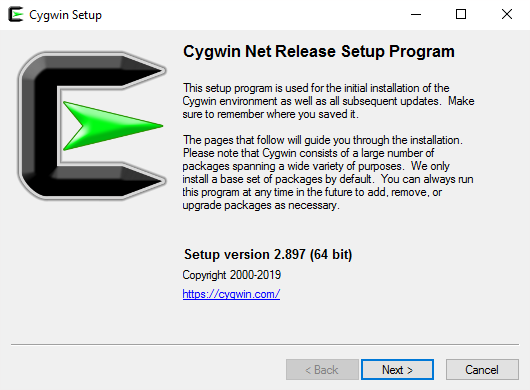 Cygwin Setup
Cygwin Net Release Setup Program
This setup program is used for the initial installation of the
Cygwin environment as well as all subsequent updates.  Make
sure to remember where you saved it.
The pages that follow will guide you through the installation.
Please note that Cygwin consists of a large number of
packages spanning a wide variety of purposes.  We only
install a base set of packages by default.  You can always run
this program at any time in the future to add, remove, or
upgrade packages as necessary.
Setup version 2.897 (64 bit)
Copyright 2000-2019
https://cygwin.com/
< Back
Next >
Cancel